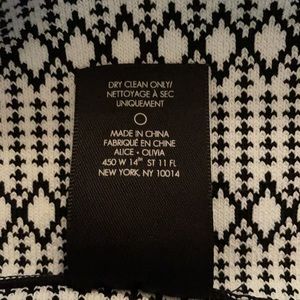 DRY CLEAN ONLY/
NETTOYAGE À SEC
UNIQUEMENT
MADE IN CHINA
FABRIQUÉ EN CHINE
ALICE + OLIVIA
450 W 14TH ST 11 FL
NEW YORK, NY 10014